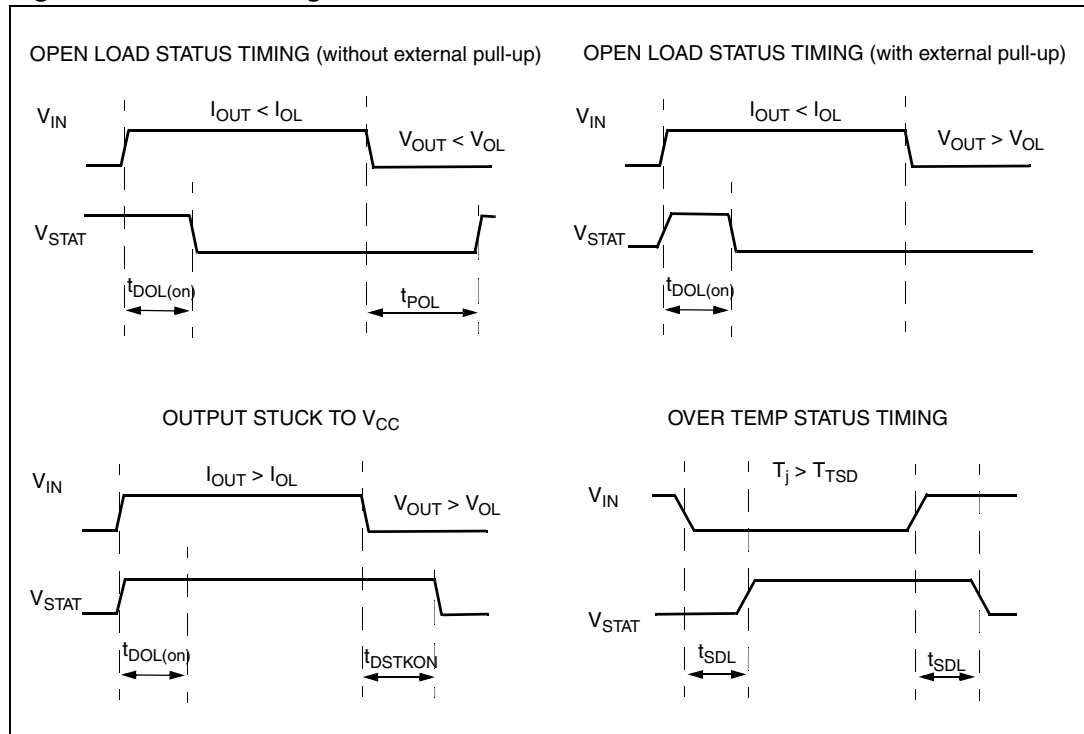 OPEN LOAD STATUS TIMING (without external pull-up)
V_IN
I_OUT < I_OL
V_OUT < V_OL
V_STAT
t_DOL(on)
t_POL
OPEN LOAD STATUS TIMING (with external pull-up)
V_IN
I_OUT < I_OL
V_OUT > V_OL
V_STAT
t_DOL(on)
OUTPUT STUCK TO V_CC
V_IN
I_OUT > I_OL
V_OUT > V_OL
V_STAT
t_DOL(on)
t_DSTKON
OVER TEMP STATUS TIMING
V_IN
T_j > T_TSD
V_STAT
t_SDL
t_SDL